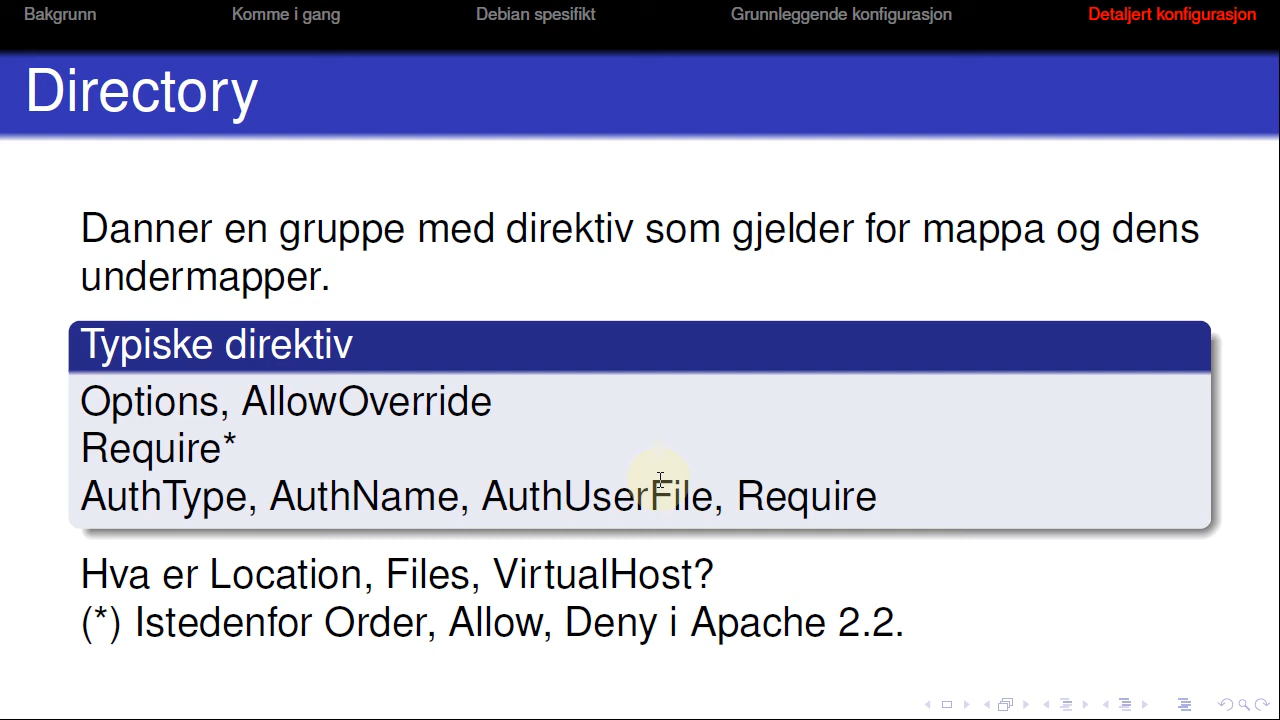 Bakgrunn Komme i gang Debian spesifikt Grunnleggende konfigurasjon Detaljert konfigurasjon
Directory
Danner en gruppe med direktiv som gjelder for mappa og dens
undermapper.
Typiske direktiv
Options, AllowOverride
Require*
AuthType, AuthName, AuthUserFile, Require
Hva er Location, Files, VirtualHost?
(*) Istedenfor Order, Allow, Deny i Apache 2.2.